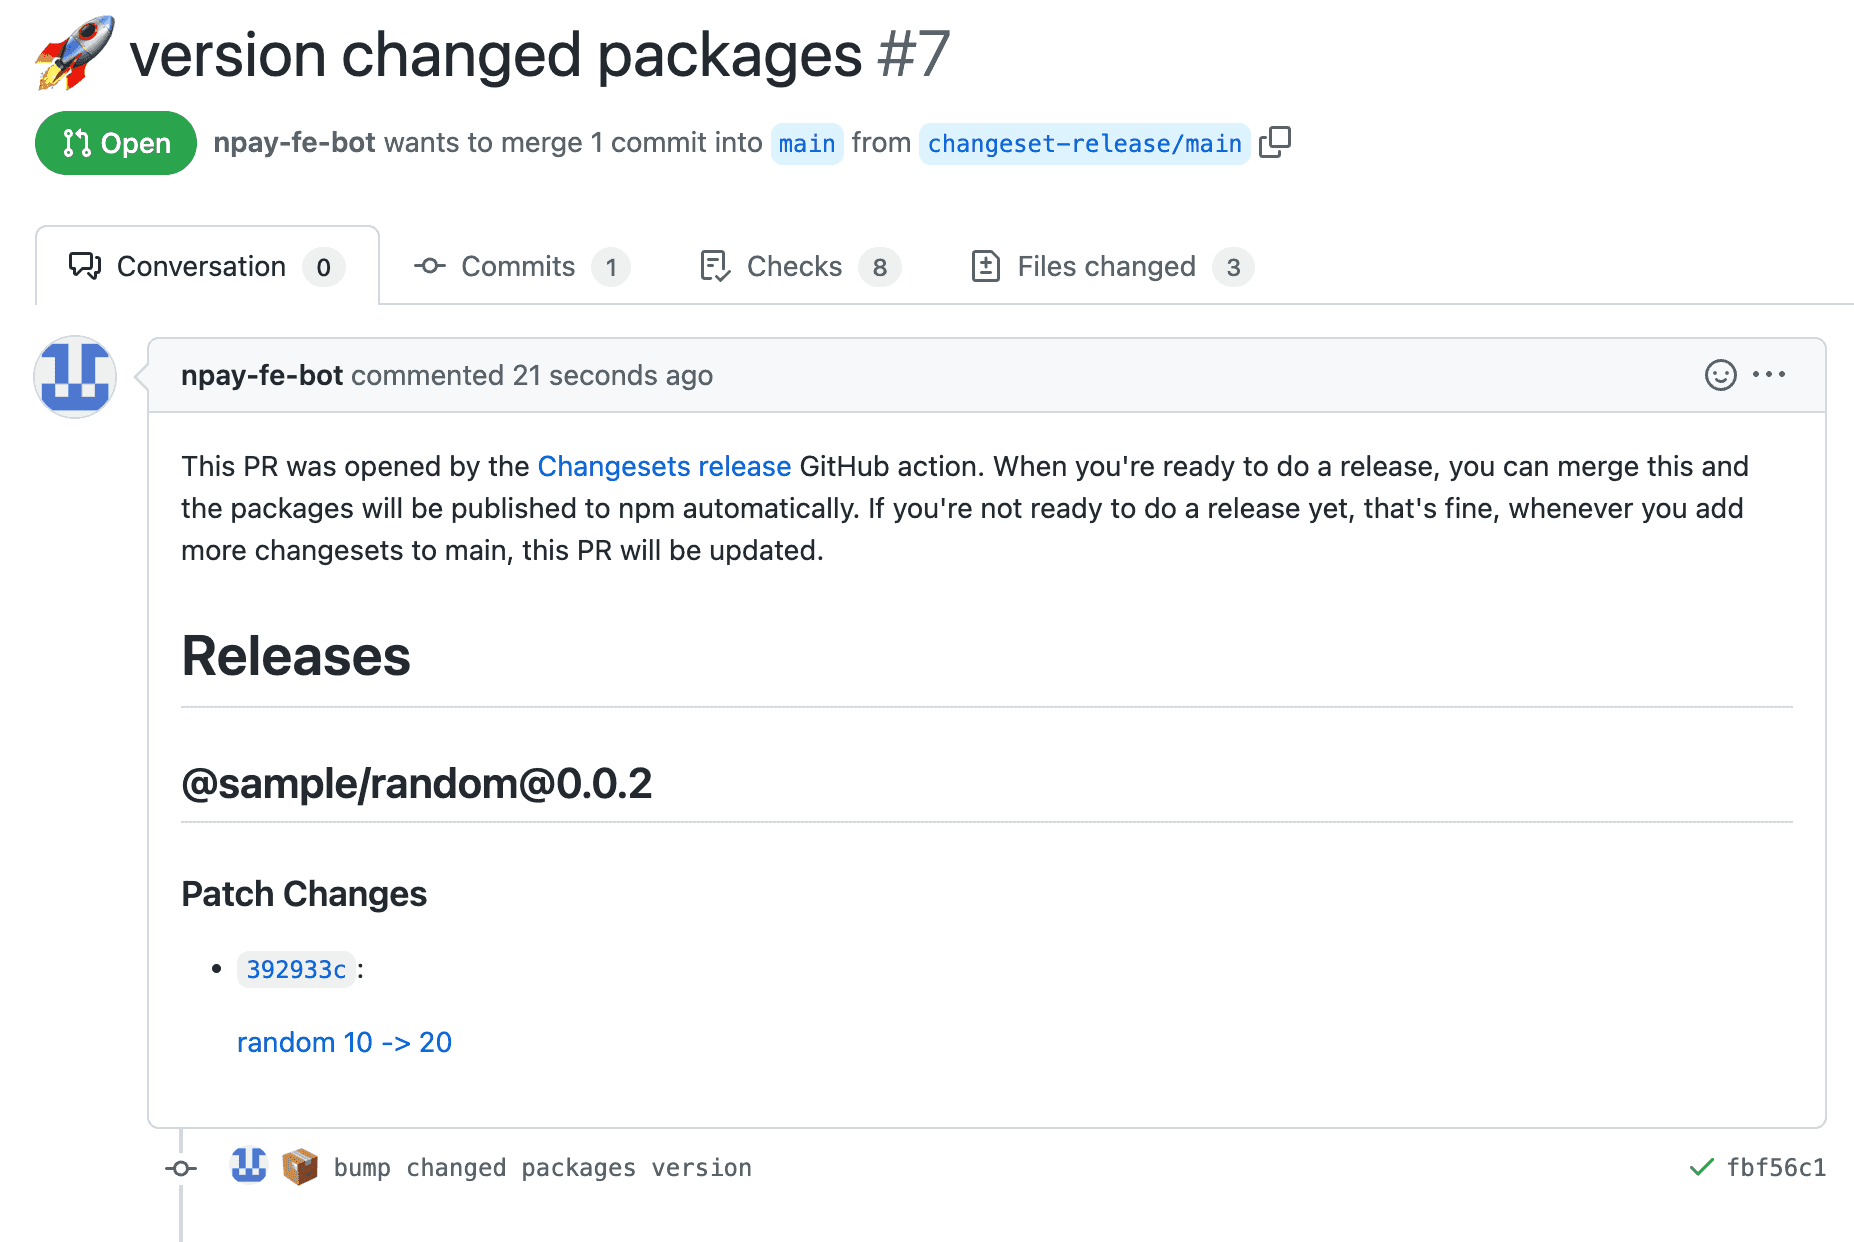 🚀 version changed packages #7
Open npay-fe-bot wants to merge 1 commit into main from changeset-release/main
Conversation 0 Commits 1 Checks 8 Files changed 3
npay-fe-bot commented 21 seconds ago
This PR was opened by the Changesets release GitHub action. When you're ready to do a release, you can merge this and
the packages will be published to npm automatically. If you're not ready to do a release yet, that's fine, whenever you add
more changesets to main, this PR will be updated.
Releases
@sample/random@0.0.2
Patch Changes
• 392933c:
random 10 -> 20
📦 bump changed packages version fbf56c1